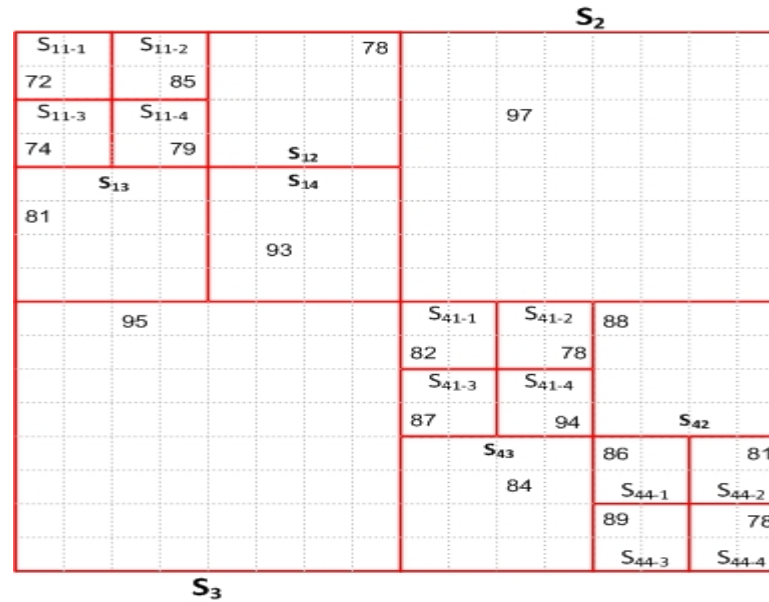 S₂
S₁₁₋₁ S₁₁₋₂ 78
72 85
97
S₁₁₋₃ S₁₁₋₄
74 79 S₁₂
S₁₃ S₁₄
81
93
95 S₄₁₋₁ S₄₁₋₂ 88
82 78
S₄₁₋₃ S₄₁₋₄
87 94 S₄₂
S₄₃ 86 81
84 S₄₄₋₁ S₄₄₋₂
89 78
S₄₄₋₃ S₄₄₋₄
S₃